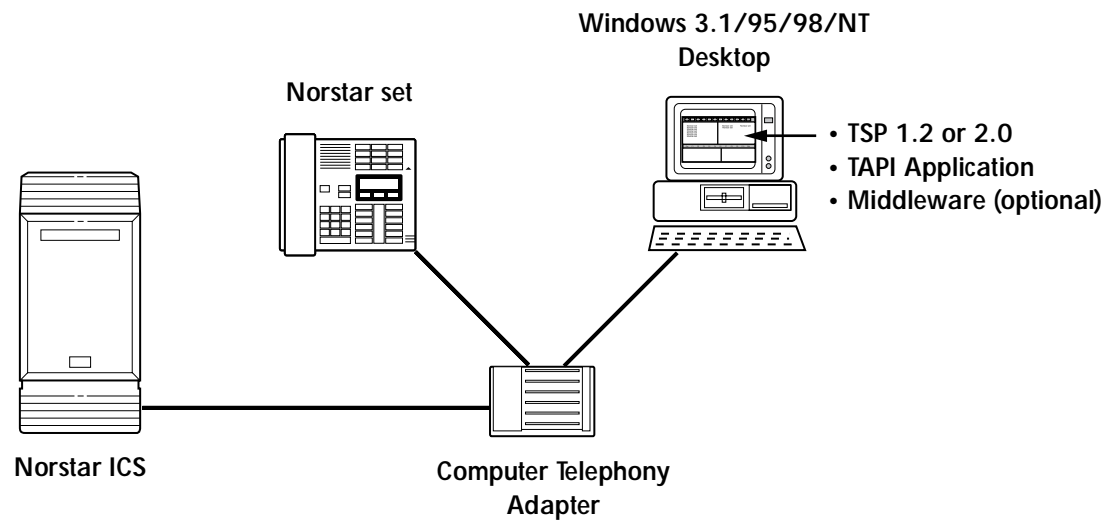 Windows 3.1/95/98/NT
Desktop
Norstar set
• TSP 1.2 or 2.0
• TAPI Application
• Middleware (optional)
Norstar ICS
Computer Telephony
Adapter